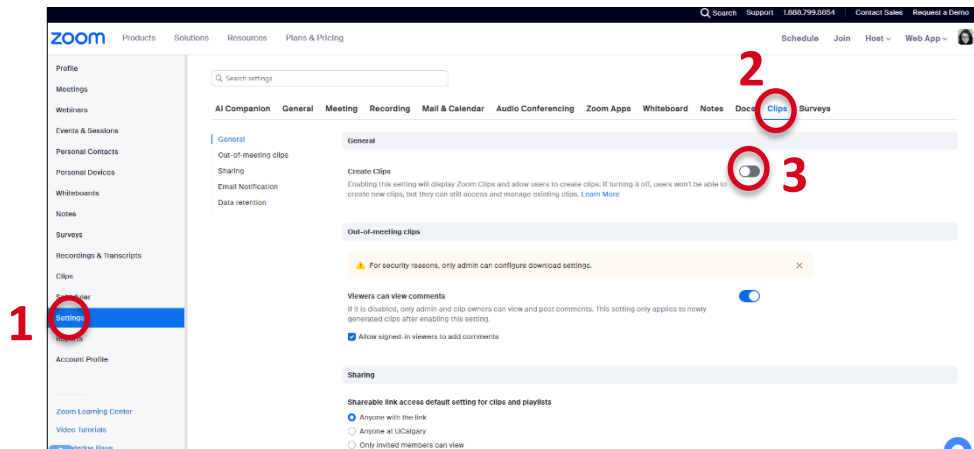 Search Support 1.888.799.8854 | Contact Sales Request a Demo
zoom Products Solutions Resources Plans & Pricing Schedule Join Host Web App
Profile
Meetings
Webinars
Events & Sessions
Personal Contacts
Personal Devices
Whiteboards
Notes
Surveys
Recordings & Transcripts
Clips
Scheduler
1
Settings
Reports
Account Profile
Zoom Learning Center
Video Tutorials
Search settings
2
AI Companion General Meeting Recording Mail & Calendar Audio Conferencing Zoom Apps Whiteboard Notes Docs Clips Surveys
General
Out-of-meeting clips
Sharing
Email Notification
Data retention
General
Create Clips
3
Enabling this setting will display Zoom Clips and allow users to create clips. If turning it off, users won't be able to
create new clips, but they can still access and manage existing clips. Learn More
Out-of-meeting clips
For security reasons, only admin can configure download settings.
Viewers can view comments
If it is disabled, only admin and clip owners can view and post comments. This setting only applies to newly
generated clips after enabling this setting.
Allow signed-in viewers to add comments
Sharing
Shareable link access default setting for clips and playlists
Anyone with the link
Anyone at UCalgary
Only invited members can view